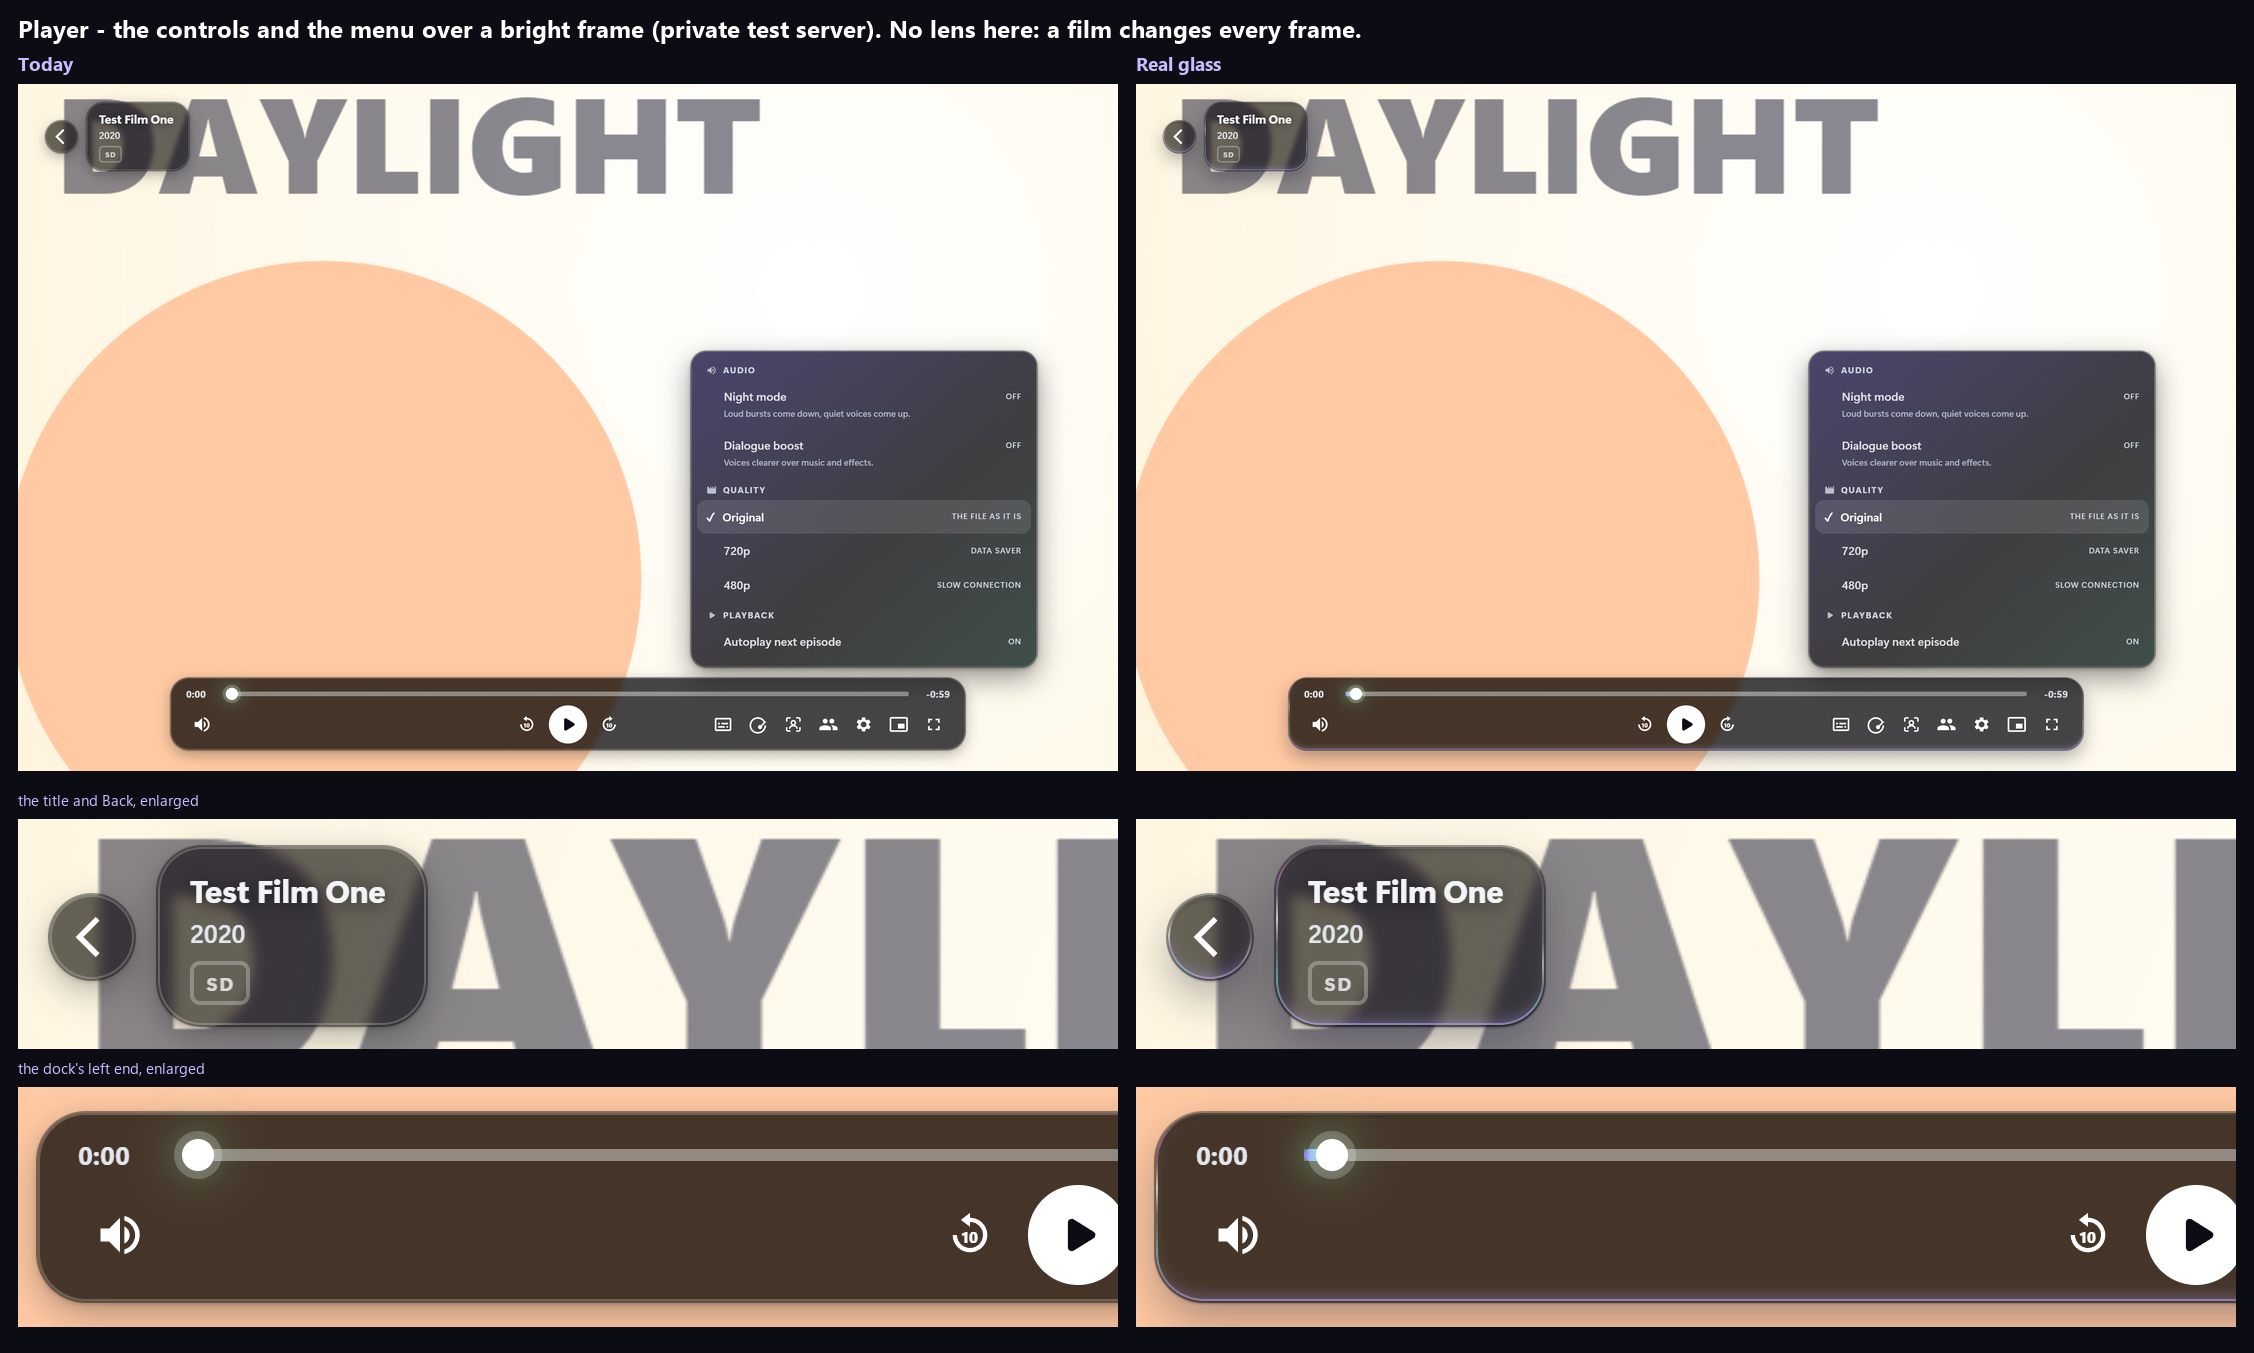 Player - the controls and the menu over a bright frame (private test server). No lens here: a film changes every frame.
Today
DAYLIGHT
Test Film One
2020
SD
AUDIO
Night mode OFF
Loud bursts come down, quiet voices come up.
Dialogue boost OFF
Voices clearer over music and effects.
QUALITY
✓ Original THE FILE AS IT IS
720p DATA SAVER
480p SLOW CONNECTION
PLAYBACK
Autoplay next episode ON
0:00 -0:59
10 10
Real glass
DAYLIGHT
Test Film One
2020
SD
AUDIO
Night mode OFF
Loud bursts come down, quiet voices come up.
Dialogue boost OFF
Voices clearer over music and effects.
QUALITY
✓ Original THE FILE AS IT IS
720p DATA SAVER
480p SLOW CONNECTION
PLAYBACK
Autoplay next episode ON
0:00 -0:59
10 10
the title and Back, enlarged
DAYLI
Test Film One
2020
SD
DAYLI
Test Film One
2020
SD
the dock's left end, enlarged
0:00
10
0:00
10